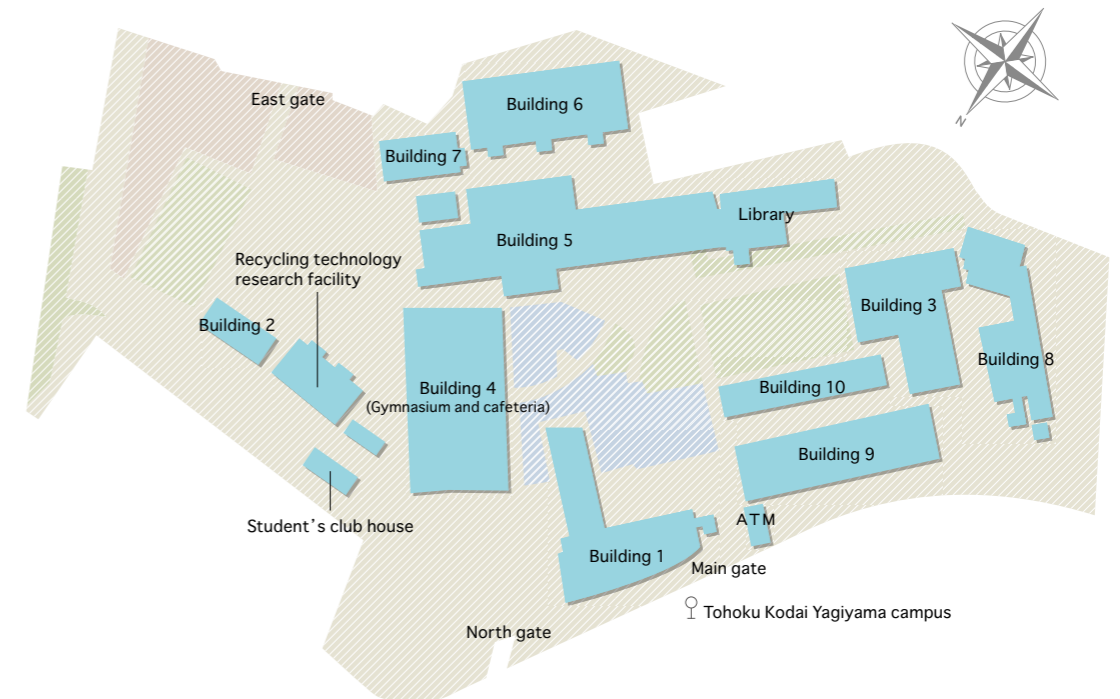 East gate
Building 6
Building 7
N
Library
Building 5
Recycling technology
research facility
Building 3
Building 2
Building 8
Building 4
(Gymnasium and cafeteria)
Building 10
Building 9
ATM
Student’s club house
Building 1
Main gate
Tohoku Kodai Yagiyama campus
North gate